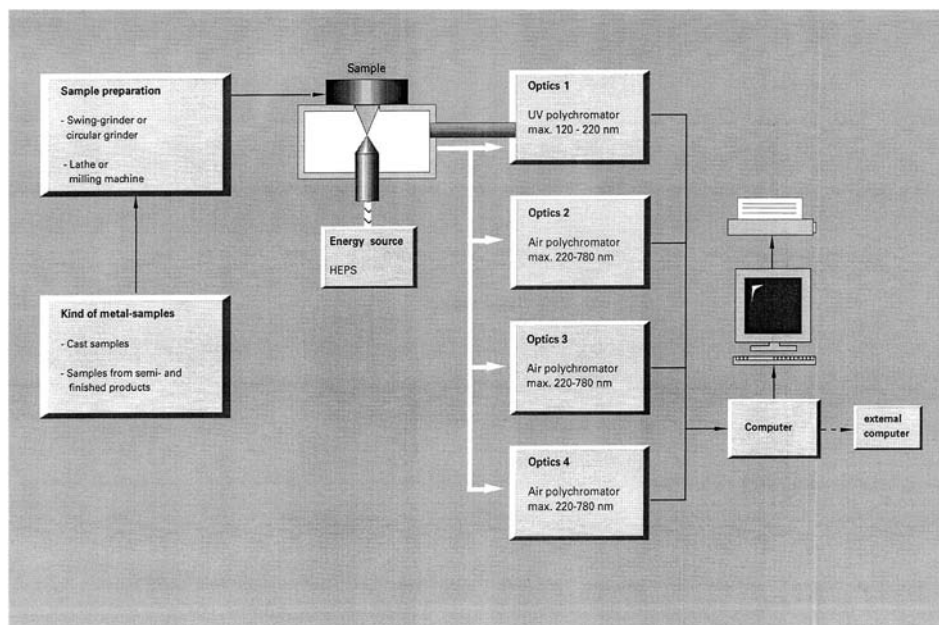 Sample preparation
- Swing-grinder or
circular grinder
- Lathe or
milling machine
Sample
Energy source
HEPS
Kind of metal-samples
- Cast samples
- Samples from semi- and
finished products
Optics 1
UV polychromator
max. 120 - 220 nm
Optics 2
Air polychromator
max. 220-780 nm
Optics 3
Air polychromator
max. 220-780 nm
Optics 4
Air polychromator
max. 220-780 nm
Computer
external
computer